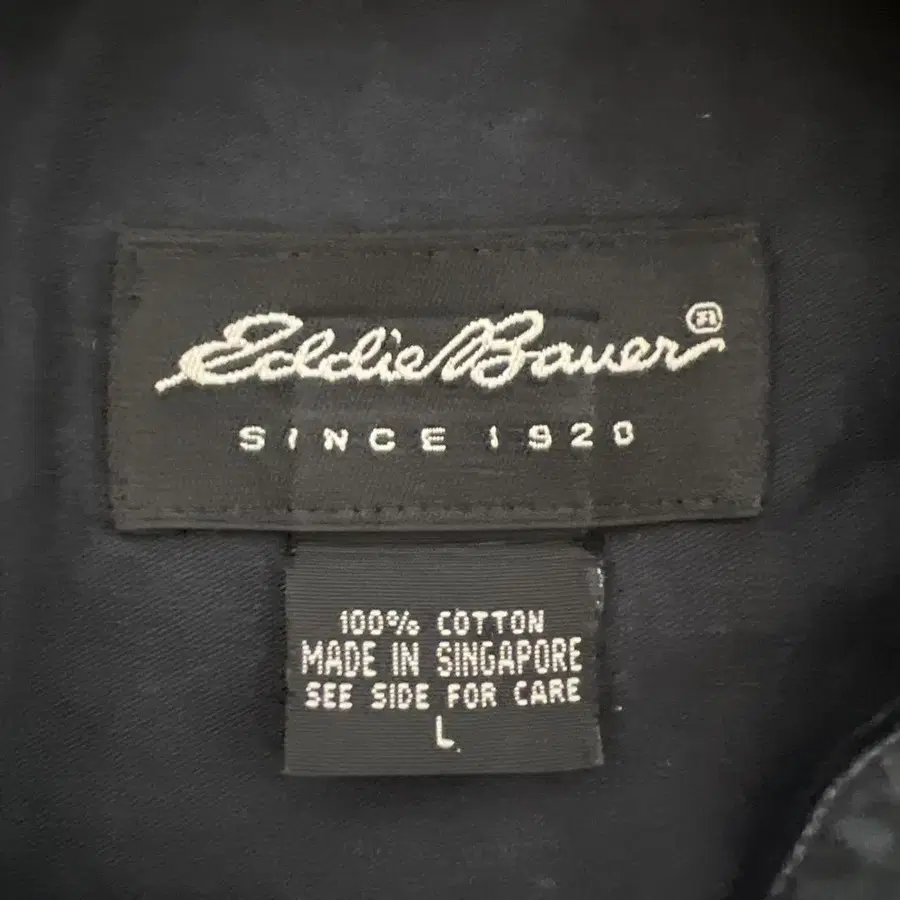 Eddie Bauer®
SINCE 1920
100% COTTON
MADE IN SINGAPORE
SEE SIDE FOR CARE
L